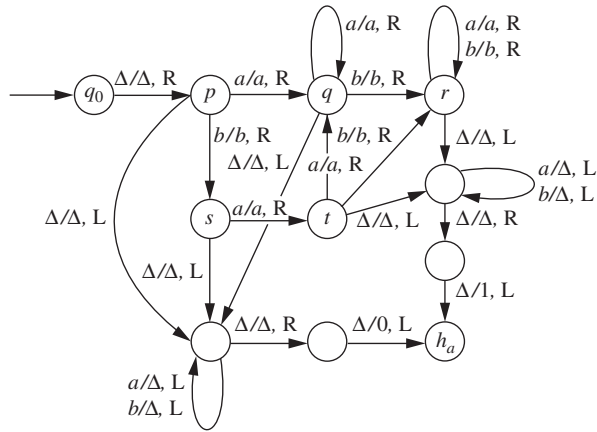 a/a, R
a/a, R
b/b, R
Δ/Δ, R
a/a, R
b/b, R
q0
p
q
r
b/b, R
b/b, R
Δ/Δ, L
Δ/Δ, L
a/a, R
a/Δ, L
b/Δ, L
Δ/Δ, L
s
a/a, R
t
Δ/Δ, L
Δ/Δ, R
Δ/Δ, L
Δ/1, L
Δ/Δ, R
Δ/0, L
ha
a/Δ, L
b/Δ, L